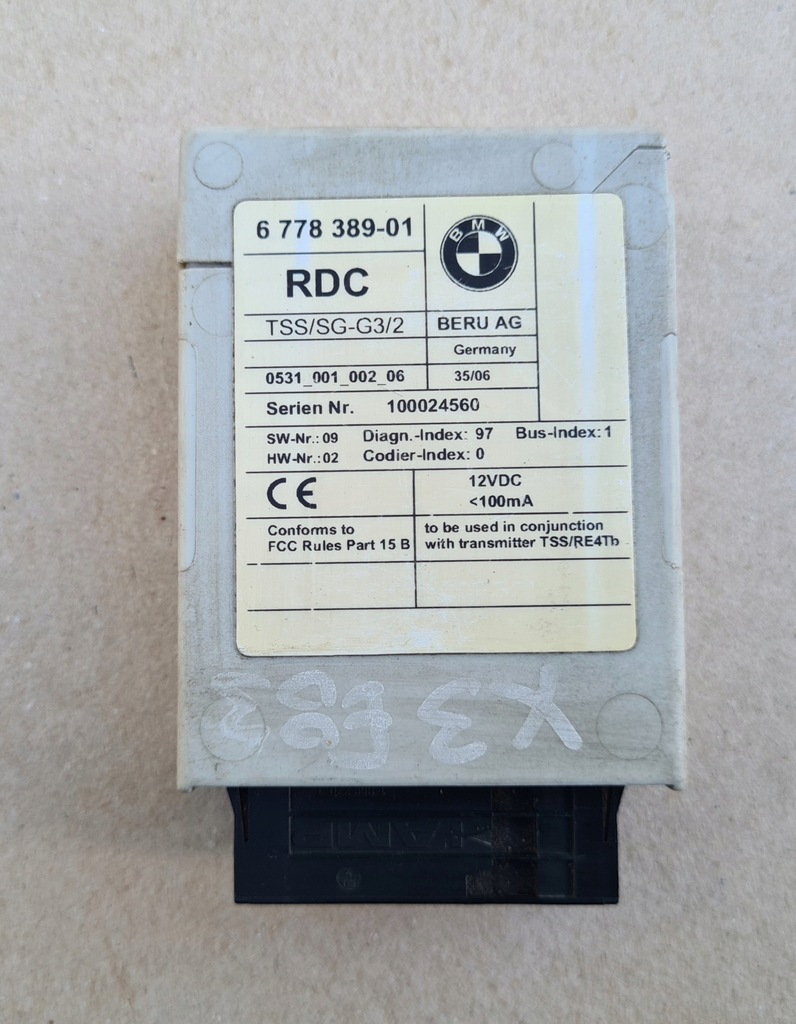 6 778 389-01
BMW
RDC
TSS/SG-G3/2
BERU AG
Germany
0531_001_002_06
35/06
Serien Nr. 100024560
SW-Nr.: 09 Diagn.-Index: 97 Bus-Index: 1
HW-Nr.: 02 Codier-Index: 0
CE
12VDC
<100mA
Conforms to
FCC Rules Part 15 B
to be used in conjunction
with transmitter TSS/RE4Tb
X3 E83
AMP